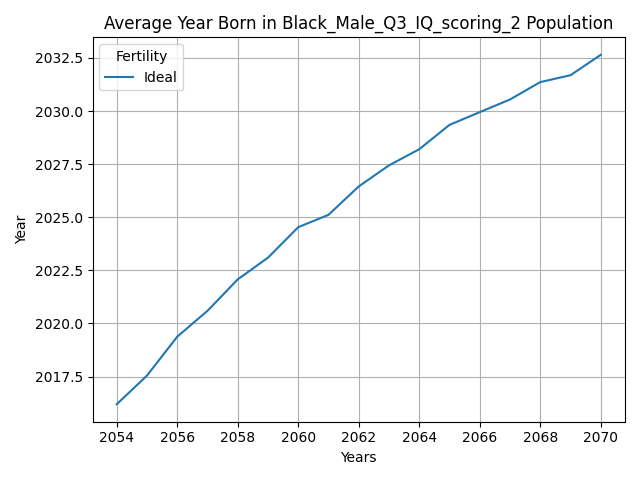 Average Year Born in Black_Male_Q3_IQ_scoring_2 Population
Fertility
Ideal
2032.5
2030.0
2027.5
2025.0
2022.5
2020.0
2017.5
Year
2054 2056 2058 2060 2062 2064 2066 2068 2070
Years